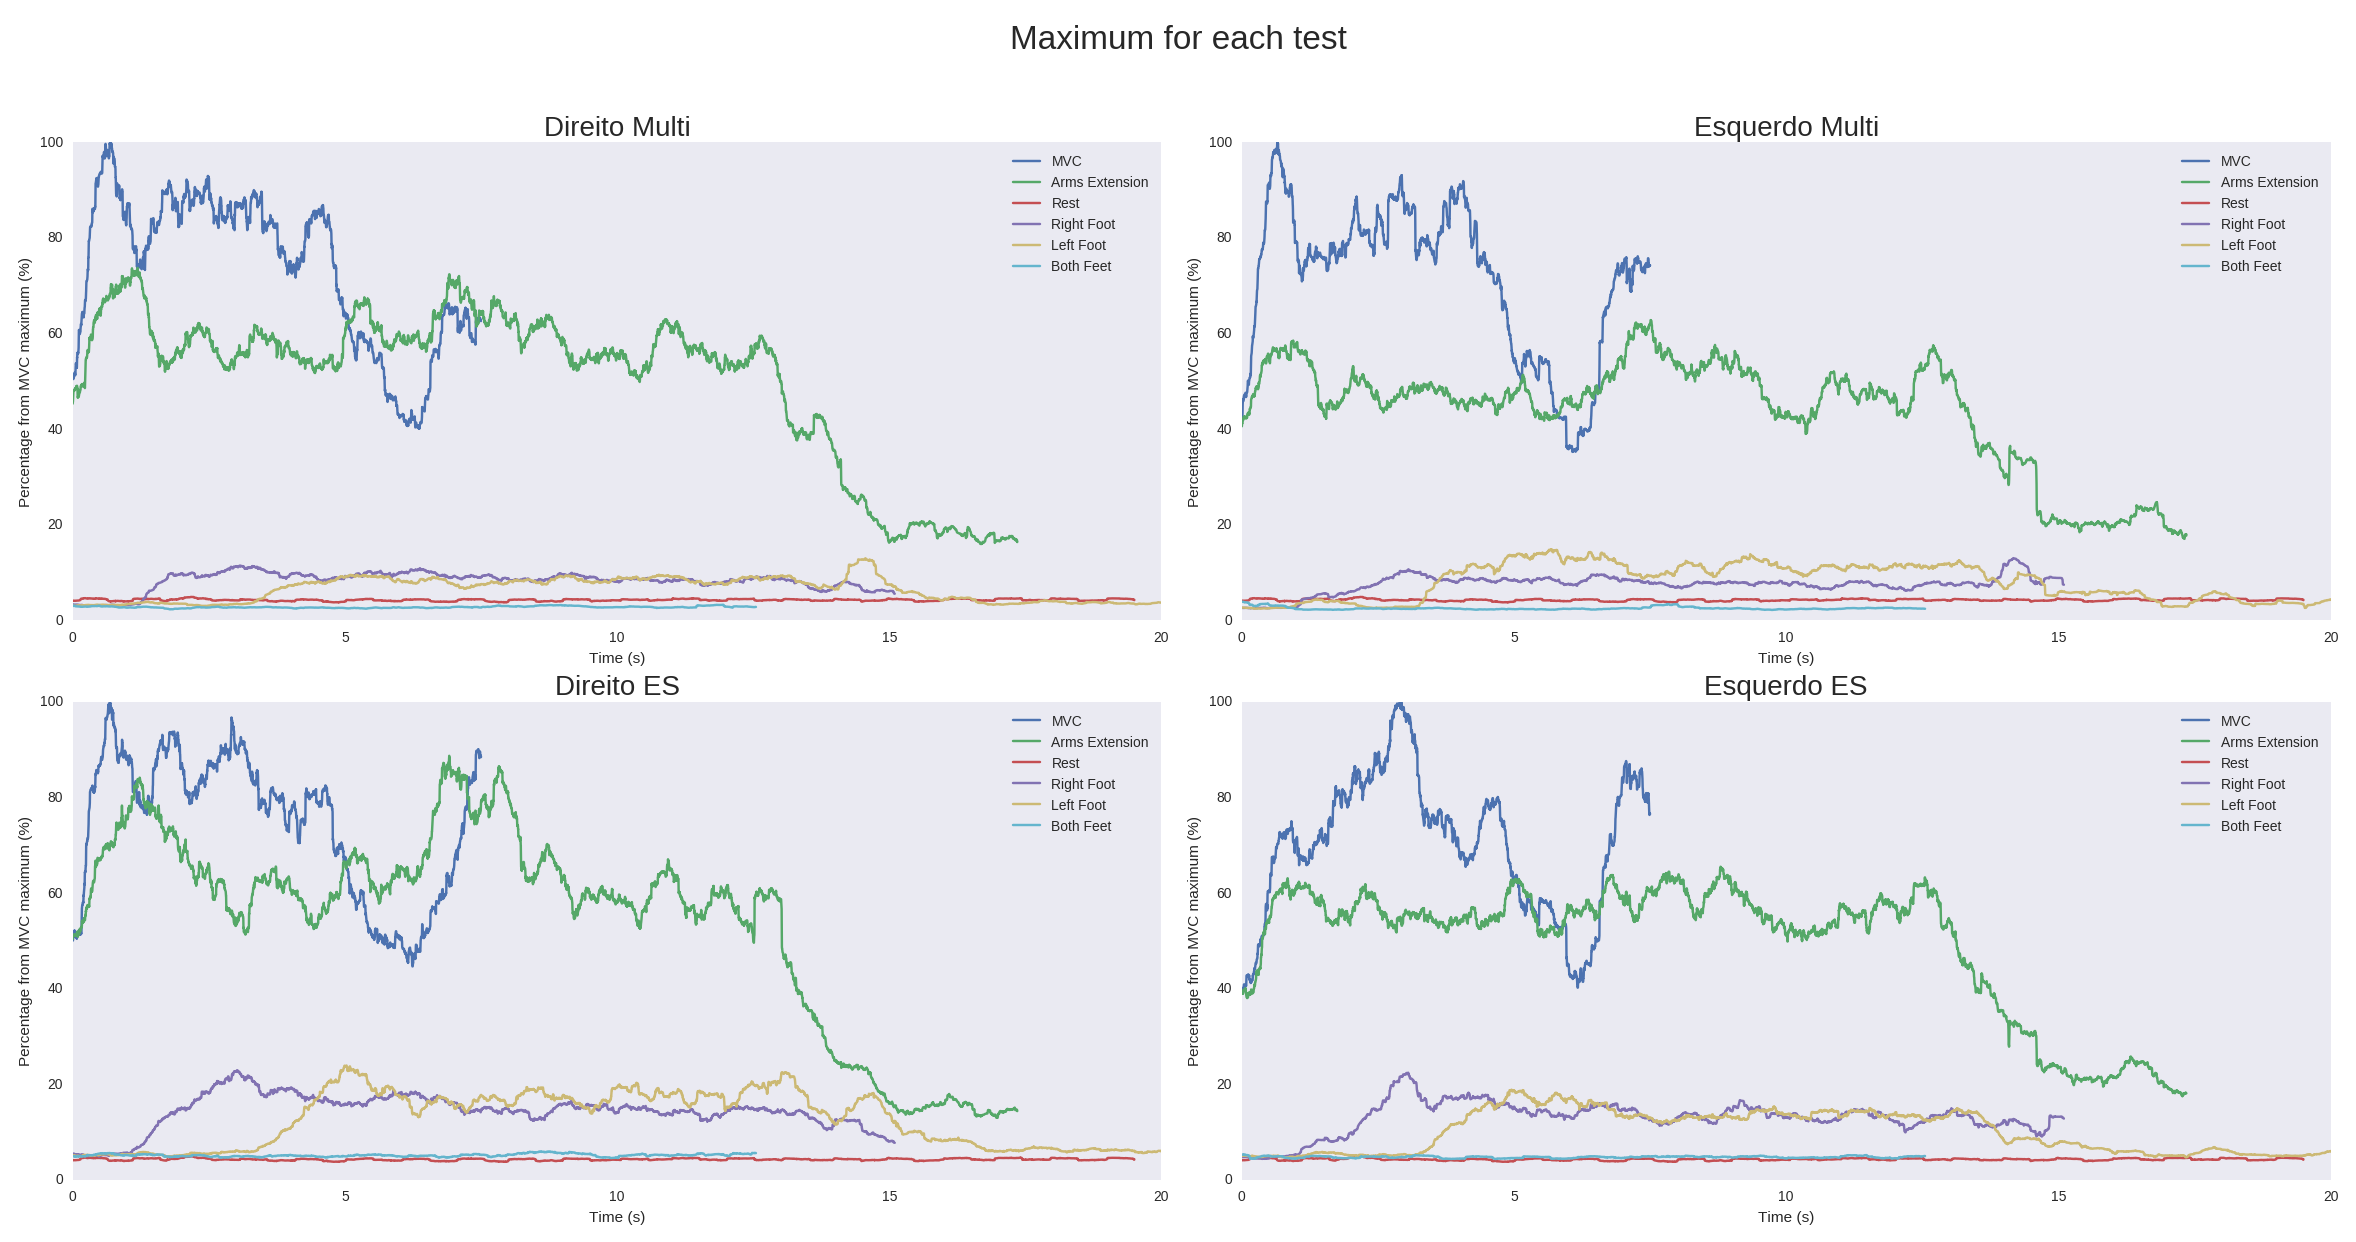 Maximum for each test
Direito Multi
Percentage from MVC maximum (%)
100
80
60
40
20
0
0 5 10 15 20
Time (s)
MVC
Arms Extension
Rest
Right Foot
Left Foot
Both Feet
Esquerdo Multi
Percentage from MVC maximum (%)
100
80
60
40
20
0
0 5 10 15 20
Time (s)
MVC
Arms Extension
Rest
Right Foot
Left Foot
Both Feet
Direito ES
Percentage from MVC maximum (%)
100
80
60
40
20
0
0 5 10 15 20
Time (s)
MVC
Arms Extension
Rest
Right Foot
Left Foot
Both Feet
Esquerdo ES
Percentage from MVC maximum (%)
100
80
60
40
20
0
0 5 10 15 20
Time (s)
MVC
Arms Extension
Rest
Right Foot
Left Foot
Both Feet